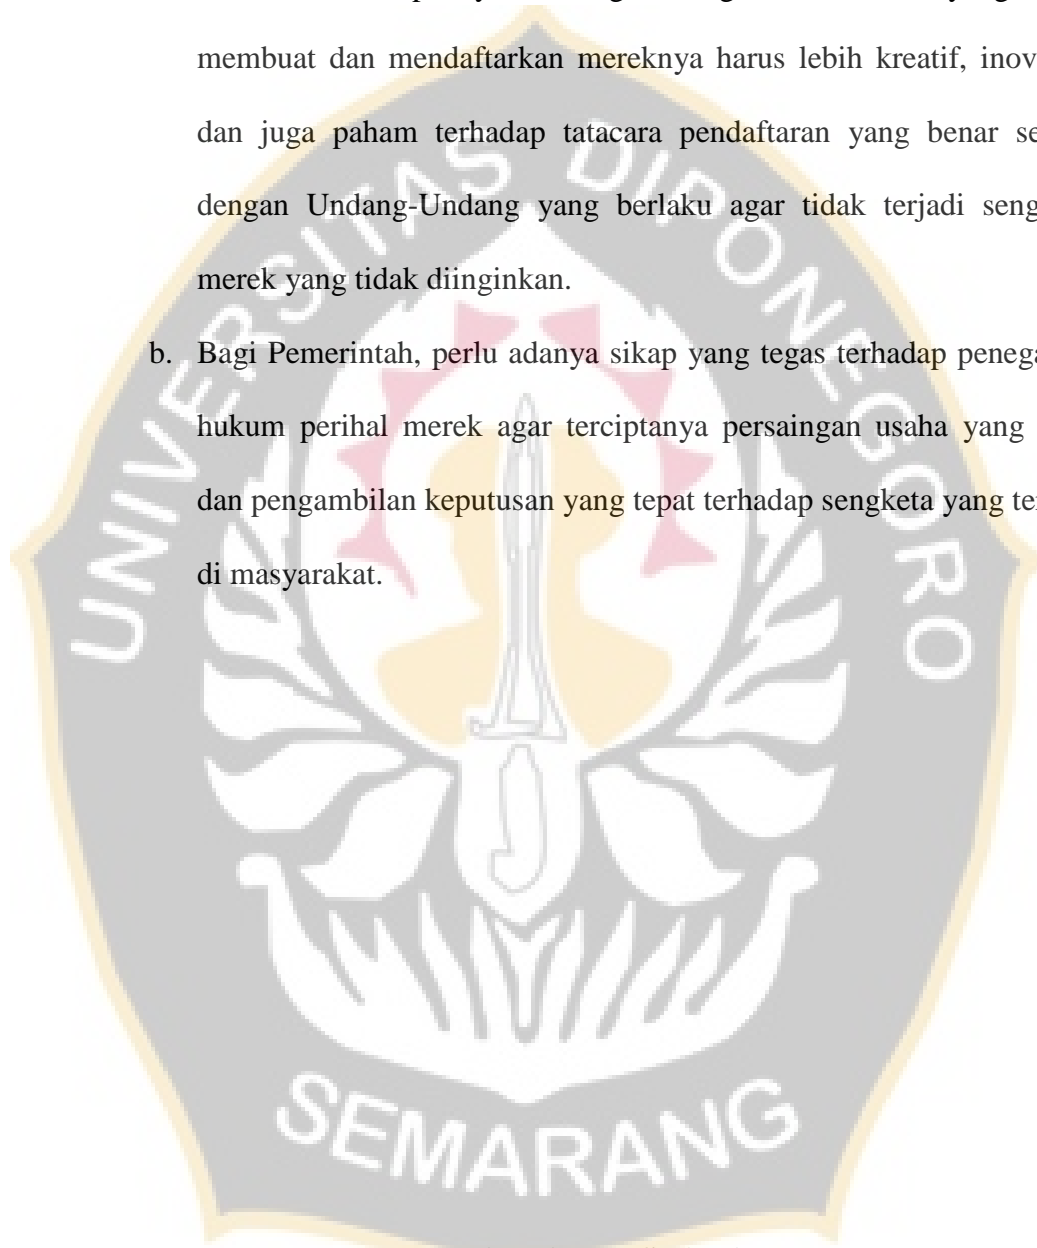 membuat dan mendaftarkan mereknya harus lebih kreatif, inov
dan juga paham terhadap tatacara pendaftaran yang benar se
dengan Undang-Undang yang berlaku agar tidak terjadi seng
merek yang tidak diinginkan.
b. Bagi Pemerintah, perlu adanya sikap yang tegas terhadap penega
hukum perihal merek agar terciptanya persaingan usaha yang
dan pengambilan keputusan yang tepat terhadap sengketa yang te
di masyarakat.
UNIVERSITAS DIPONEGORO
SEMARANG